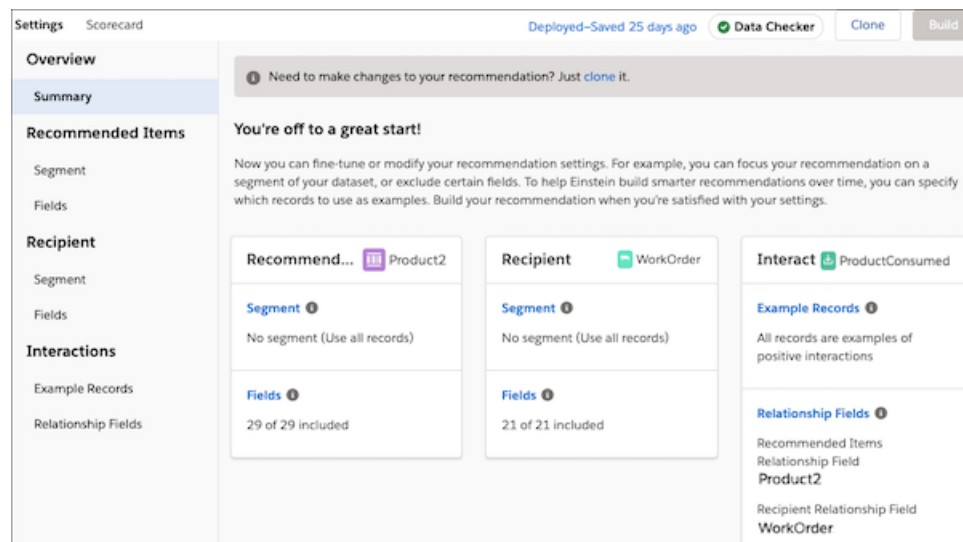 Settings Scorecard Deployed–Saved 25 days ago Data Checker Clone Build
Overview
Summary
Recommended Items
Segment
Fields
Recipient
Segment
Fields
Interactions
Example Records
Relationship Fields
Need to make changes to your recommendation? Just clone it.
You're off to a great start!
Now you can fine-tune or modify your recommendation settings. For example, you can focus your recommendation on a
segment of your dataset, or exclude certain fields. To help Einstein build smarter recommendations over time, you can specify
which records to use as examples. Build your recommendation when you're satisfied with your settings.
Recommend... Product2
Segment
No segment (Use all records)
Fields
29 of 29 included
Recipient WorkOrder
Segment
No segment (Use all records)
Fields
21 of 21 included
Interact ProductConsumed
Example Records
All records are examples of
positive interactions
Relationship Fields
Recommended Items
Relationship Field
Product2
Recipient Relationship Field
WorkOrder